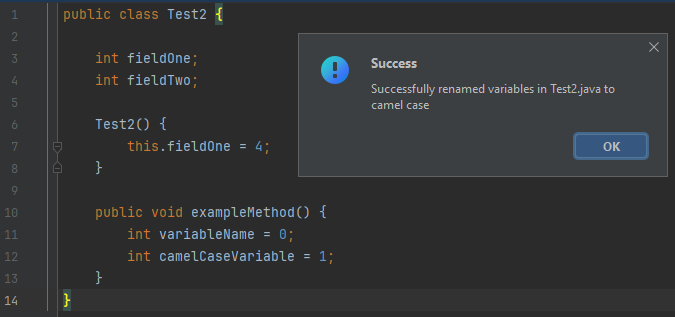 1 public class Test2 {
2
3     int fieldOne;
4     int fieldTwo;
5
6     Test2() {
7         this.fieldOne = 4;
8     }
9
10     public void exampleMethod() {
11         int variableName = 0;
12         int camelCaseVariable = 1;
13     }
14 }
Success
Successfully renamed variables in Test2.java to
camel case
OK